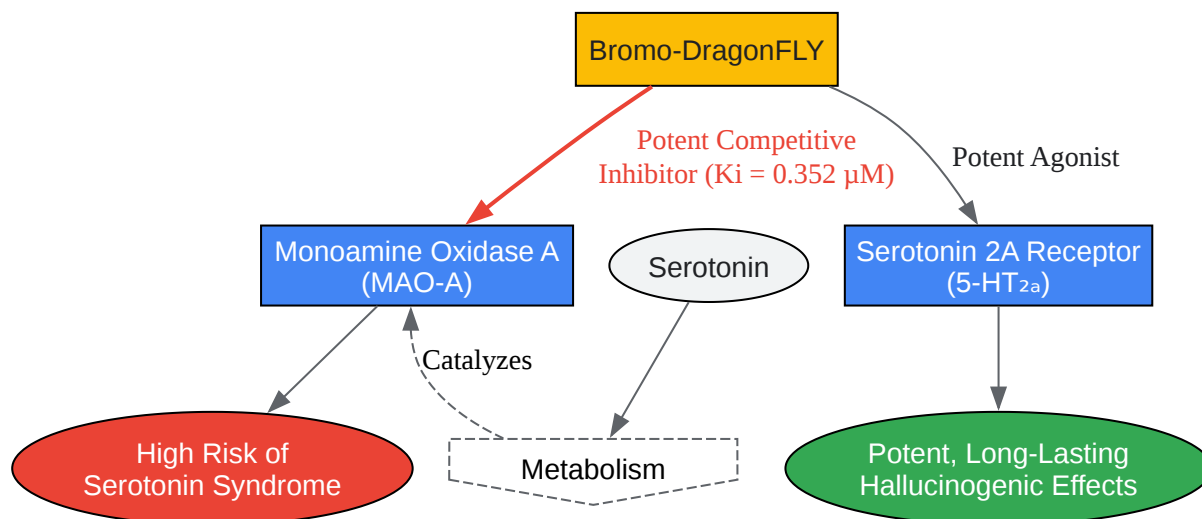 Bromo-DragonFLY
Potent Competitive
Inhibitor (Ki = 0.352 µM)
Potent Agonist
Monoamine Oxidase A
(MAO-A)
Serotonin
Serotonin 2A Receptor
(5-HT₂ₐ)
Catalyzes
High Risk of
Serotonin Syndrome
Metabolism
Potent, Long-Lasting
Hallucinogenic Effects